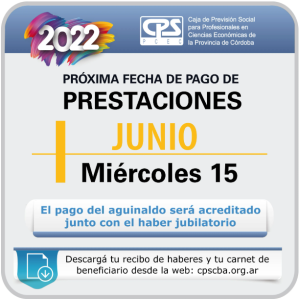 2022
CPS
PCEC
Caja de Previsión Social
para Profesionales en
Ciencias Económicas de
la Provincia de Córdoba
PRÓXIMA FECHA DE PAGO DE
PRESTACIONES
JUNIO
Miércoles 15
El pago del aguinaldo será acreditado
junto con el haber jubilatorio
Descargá tu recibo de haberes y tu carnet de
beneficiario desde la web: cpscba.org.ar